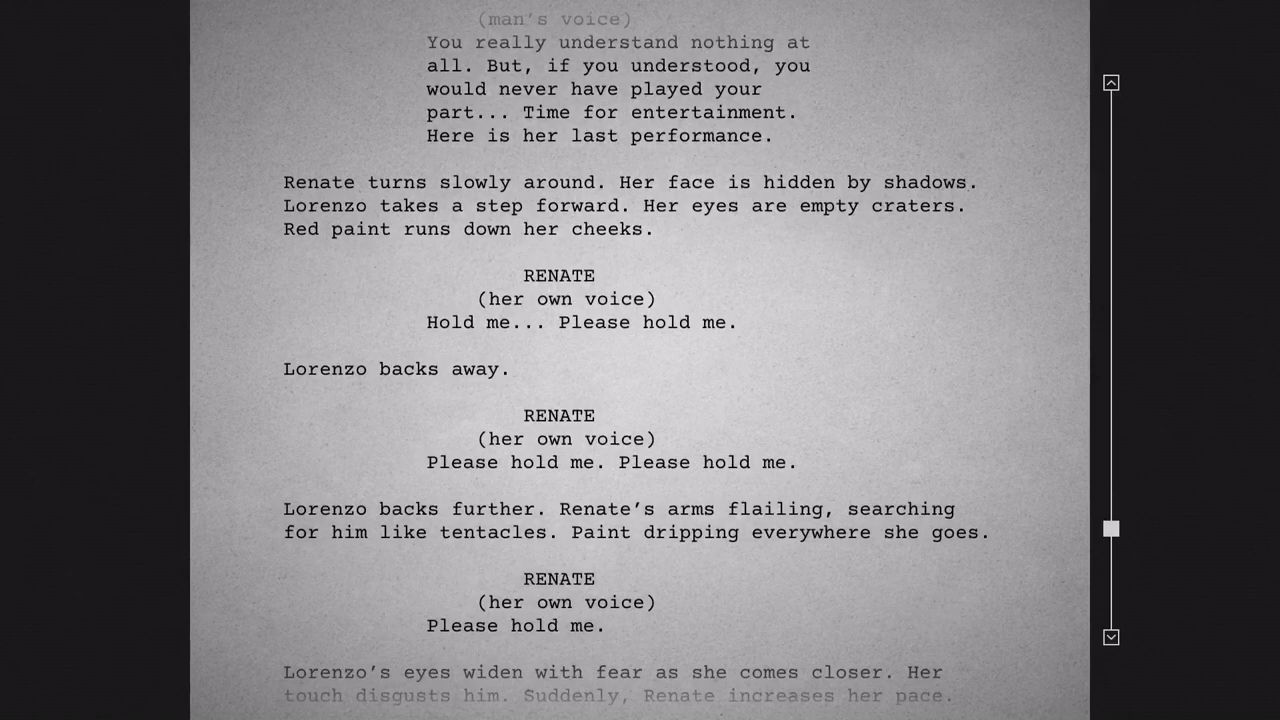 (man's voice)
You really understand nothing at
all. But, if you understood, you
would never have played your
part... Time for entertainment.
Here is her last performance.
Renate turns slowly around. Her face is hidden by shadows.
Lorenzo takes a step forward. Her eyes are empty craters.
Red paint runs down her cheeks.
RENATE
(her own voice)
Hold me... Please hold me.
Lorenzo backs away.
RENATE
(her own voice)
Please hold me. Please hold me.
Lorenzo backs further. Renate's arms flailing, searching
for him like tentacles. Paint dripping everywhere she goes.
RENATE
(her own voice)
Please hold me.
Lorenzo's eyes widen with fear as she comes closer. Her
touch disgusts him. Suddenly, Renate increases her pace.